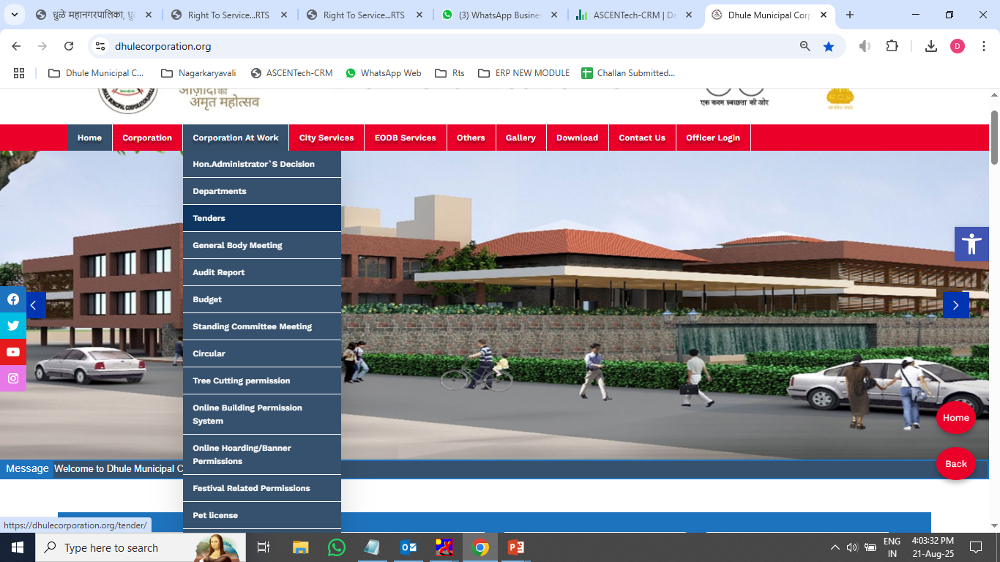 धुळे महानगरपालिका, धुळे
Right To Service...RTS
Right To Service...RTS
(3) WhatsApp Busine
ASCENTech-CRM | Da
Dhule Municipal Corp
dhulecorporation.org
D
Dhule Municipal C...
Nagarkaryavali
ASCENTech-CRM
WhatsApp Web
Rts
ERP NEW MODULE
Challan Submitted...
आज़ादी का
अमृत महोत्सव
एक कदम स्वच्छता की ओर
सत्यमेव जयते
Home
Corporation
Corporation At Work
City Services
EODB Services
Others
Gallery
Download
Contact Us
Officer Login
Hon.Administrator`S Decision
Departments
Tenders
General Body Meeting
Audit Report
Budget
Standing Committee Meeting
Circular
Tree Cutting permission
Online Building Permission
System
Online Hoarding/Banner
Permissions
Festival Related Permissions
Pet license
Home
Back
Message
Welcome to Dhule Municipal C
https://dhulecorporation.org/tender/
Type here to search
ENG
IN
4:03:32 PM
21-Aug-25